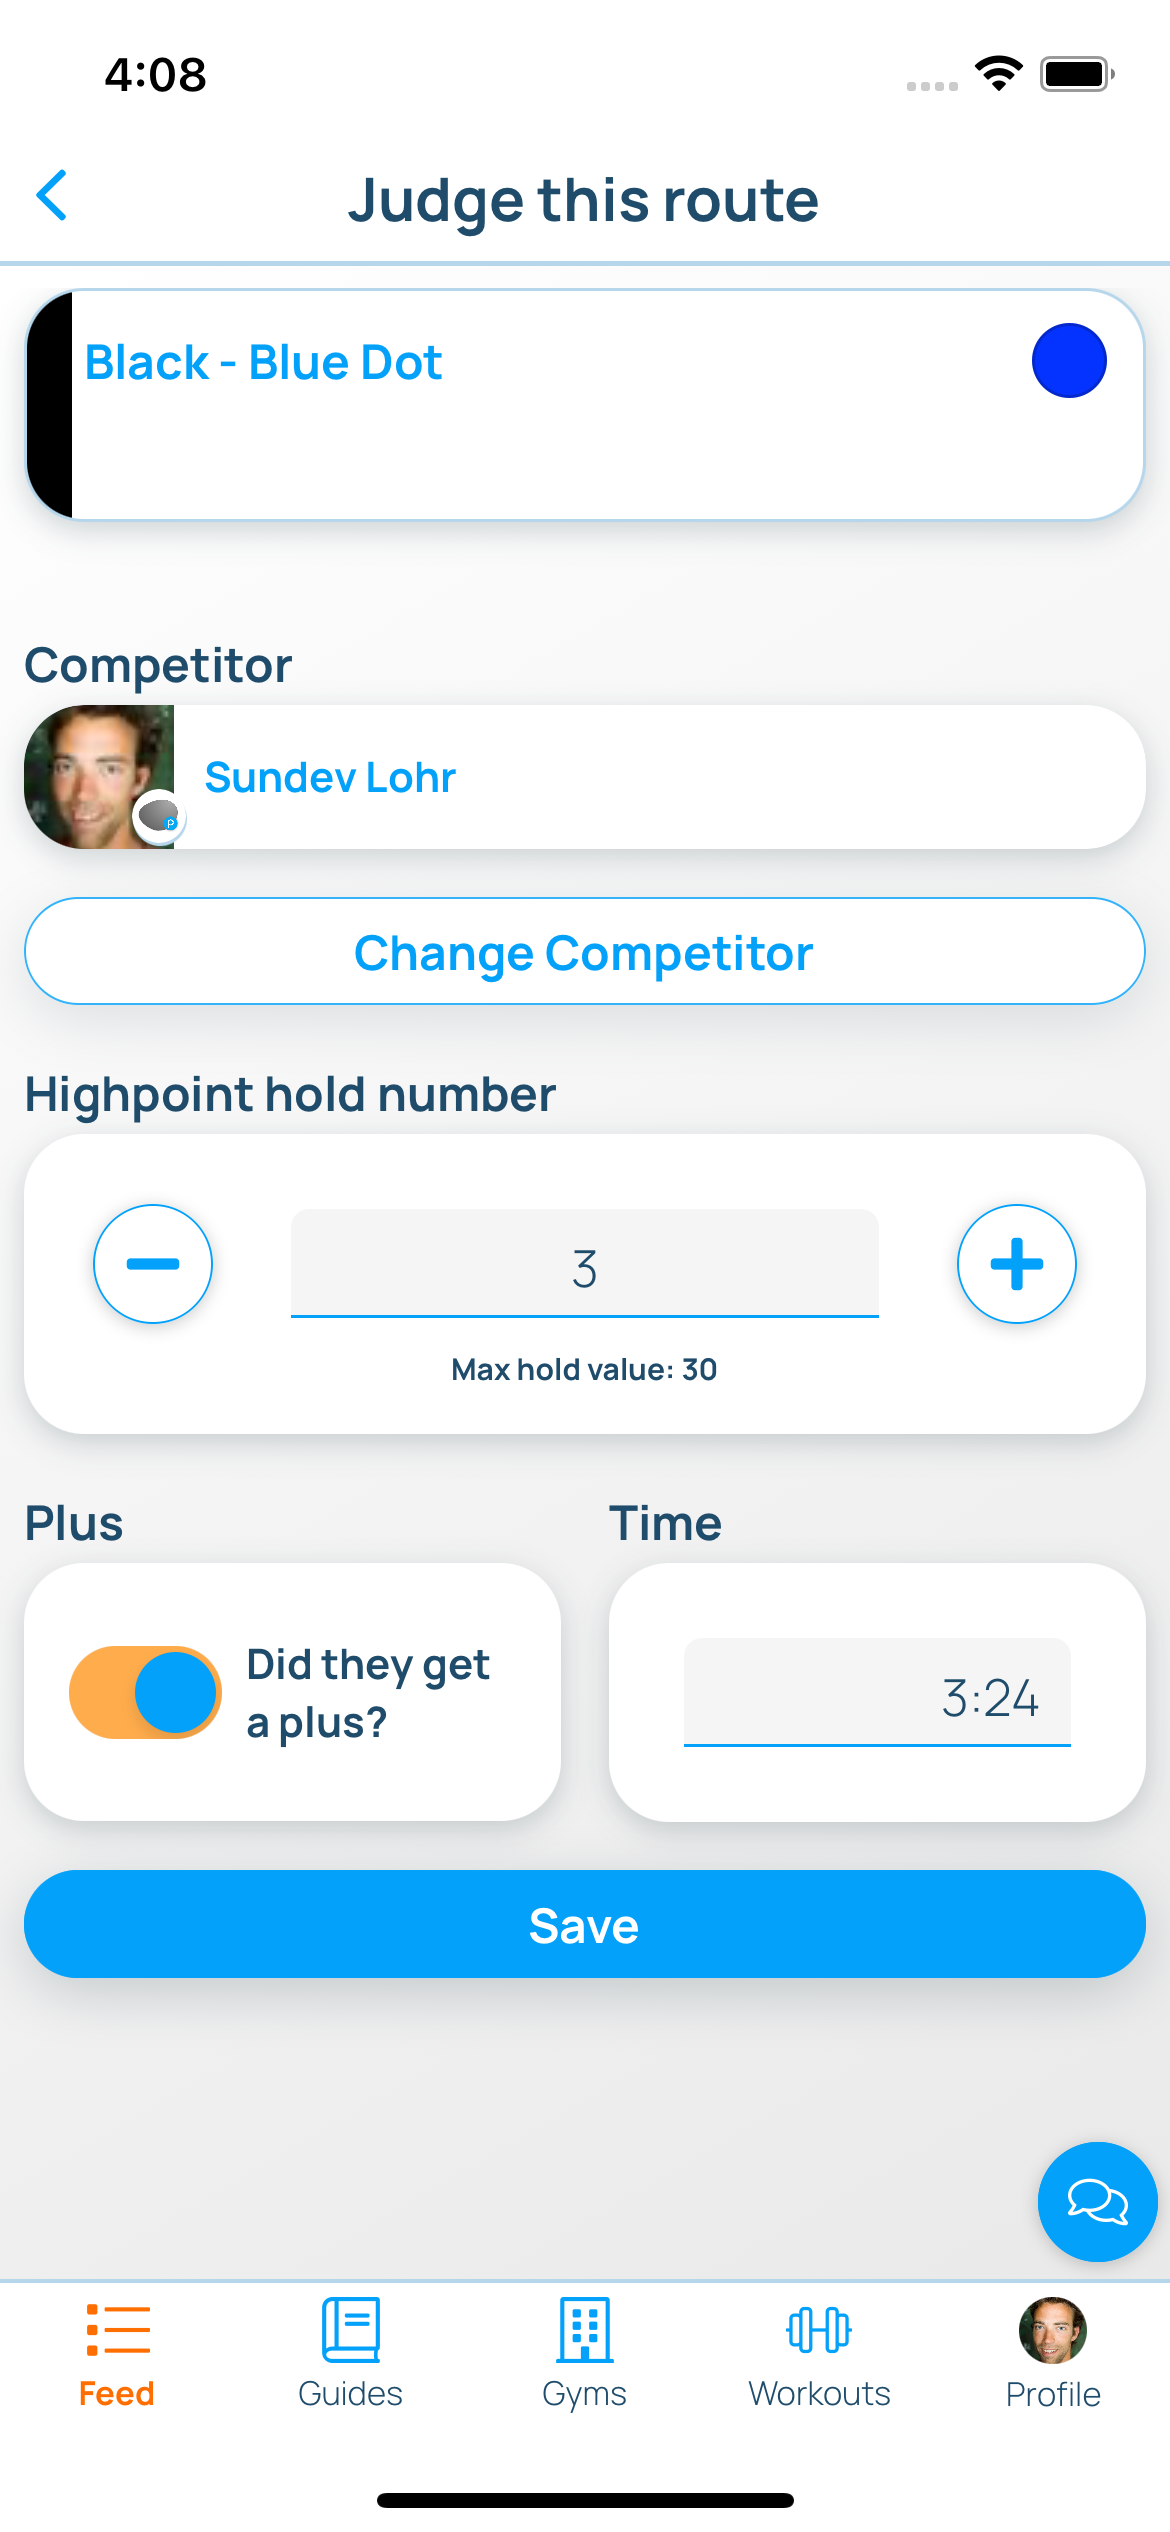 4:08
Judge this route
Black - Blue Dot
Competitor
P
Sundev Lohr
Change Competitor
Highpoint hold number
3
Max hold value: 30
Plus
Time
Did they get
a plus?
3:24
Save
Feed
Guides
Gyms
Workouts
Profile